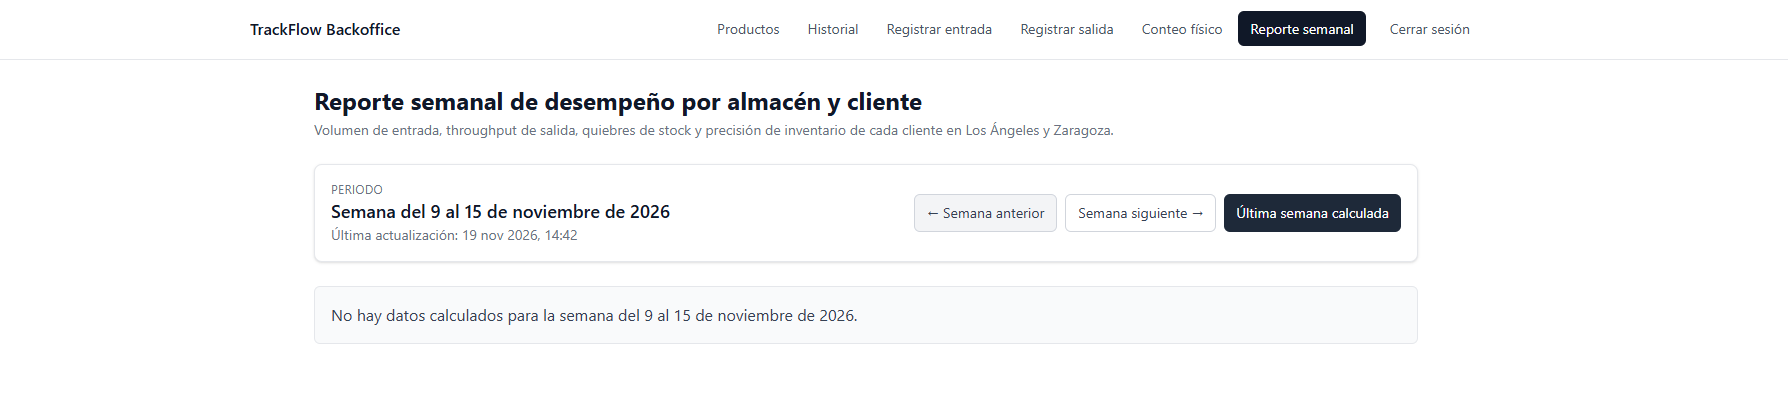 TrackFlow Backoffice
Productos
Historial
Registrar entrada
Registrar salida
Conteo físico
Reporte semanal
Cerrar sesión
Reporte semanal de desempeño por almacén y cliente
Volumen de entrada, throughput de salida, quiebres de stock y precisión de inventario de cada cliente en Los Ángeles y Zaragoza.
PERIODO
Semana del 9 al 15 de noviembre de 2026
Última actualización: 19 nov 2026, 14:42
← Semana anterior
Semana siguiente →
Última semana calculada
No hay datos calculados para la semana del 9 al 15 de noviembre de 2026.